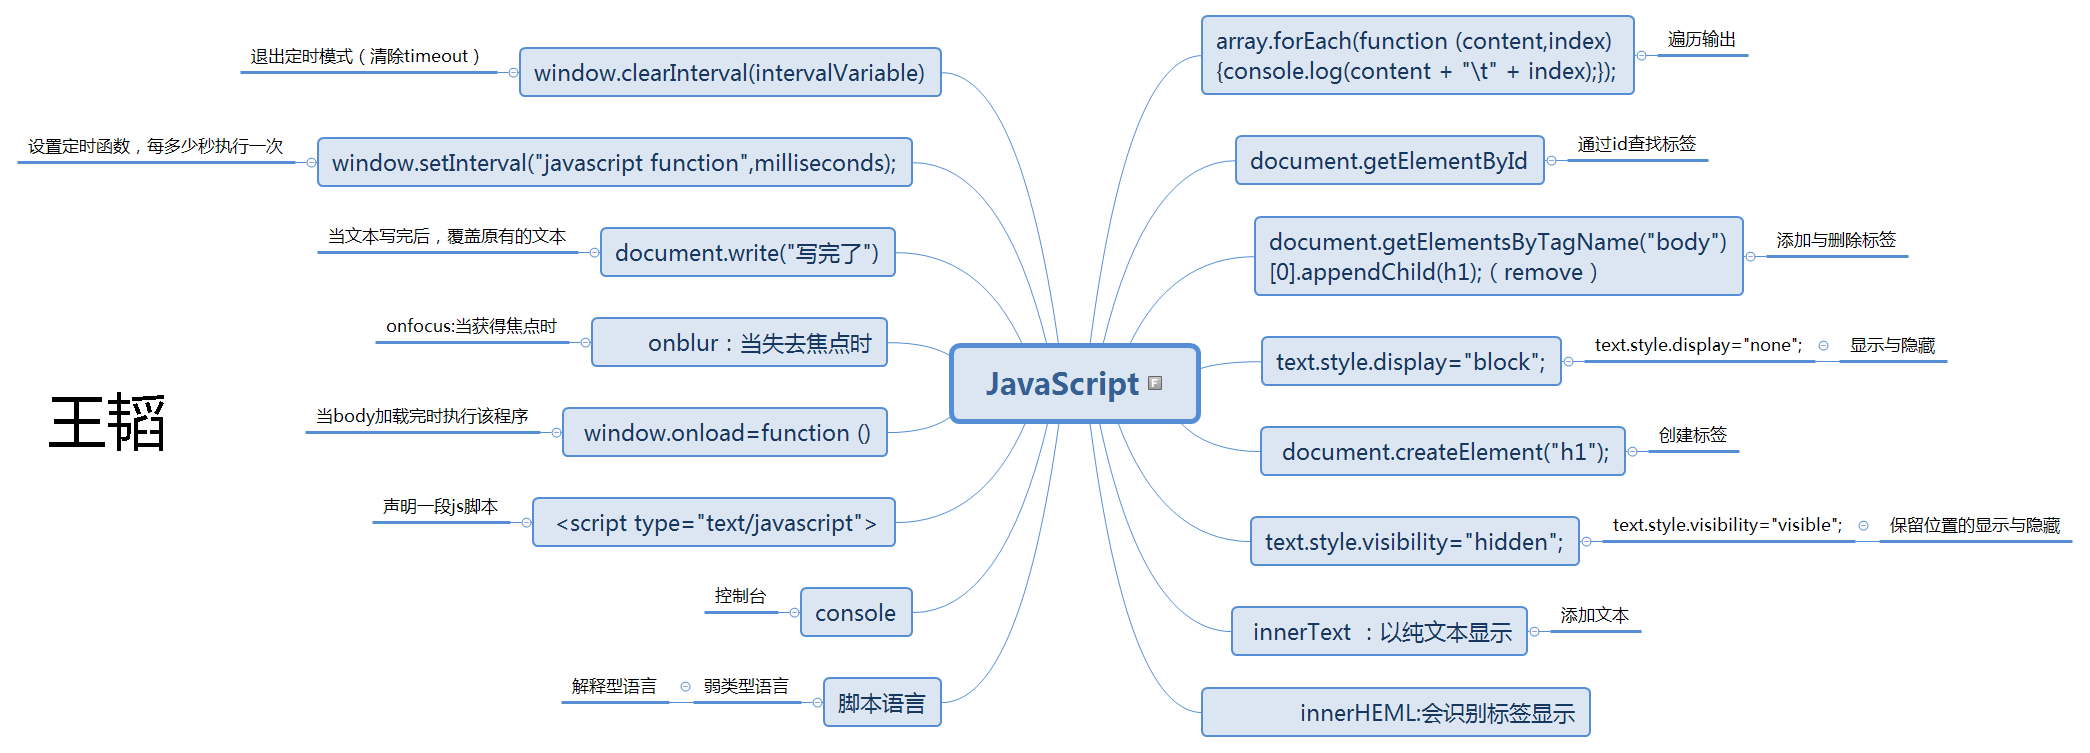 退出定时模式（清除timeout）
window.clearInterval(intervalVariable)
设置定时函数，每多少秒执行一次
window.setInterval("javascript function",milliseconds);
当文本写完后，覆盖原有的文本
document.write("写完了")
onfocus:当获得焦点时
onblur：当失去焦点时
当body加载完时执行该程序
window.onload=function ()
声明一段js脚本
<script type="text/javascript">
控制台
console
解释型语言
弱类型语言
脚本语言
王韬
JavaScript
array.forEach(function (content,index)
{console.log(content + "\t" + index);});
遍历输出
document.getElementById
通过id查找标签
document.getElementsByTagName("body")
[0].appendChild(h1);（remove）
添加与删除标签
text.style.display="block";
text.style.display="none";
显示与隐藏
document.createElement("h1");
创建标签
text.style.visibility="hidden";
text.style.visibility="visible";
保留位置的显示与隐藏
innerText ：以纯文本显示
添加文本
innerHEML:会识别标签显示